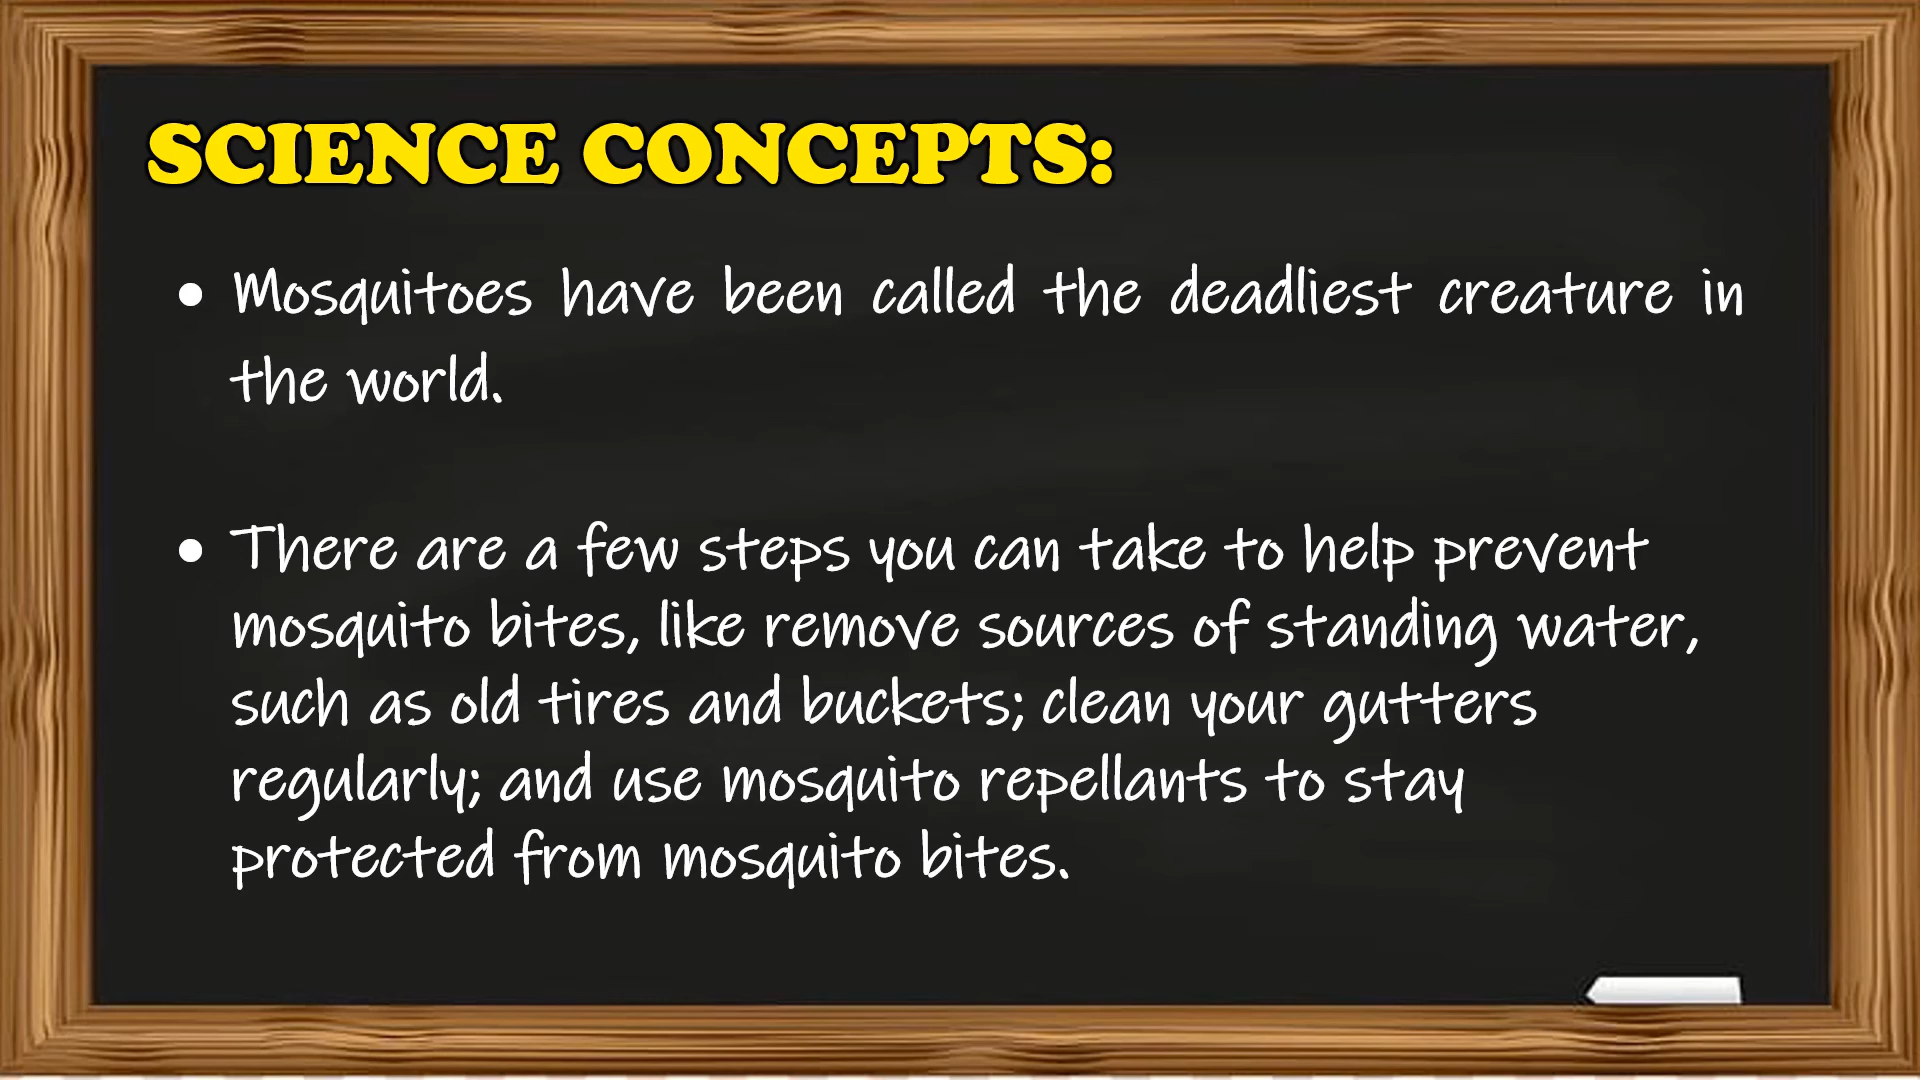 SCIENCE CONCEPTS:
• Mosquitoes have been called the deadliest creature in
the world.
• There are a few steps you can take to help prevent
mosquito bites, like remove sources of standing water,
such as old tires and buckets; clean your gutters
regularly; and use mosquito repellants to stay
protected from mosquito bites.